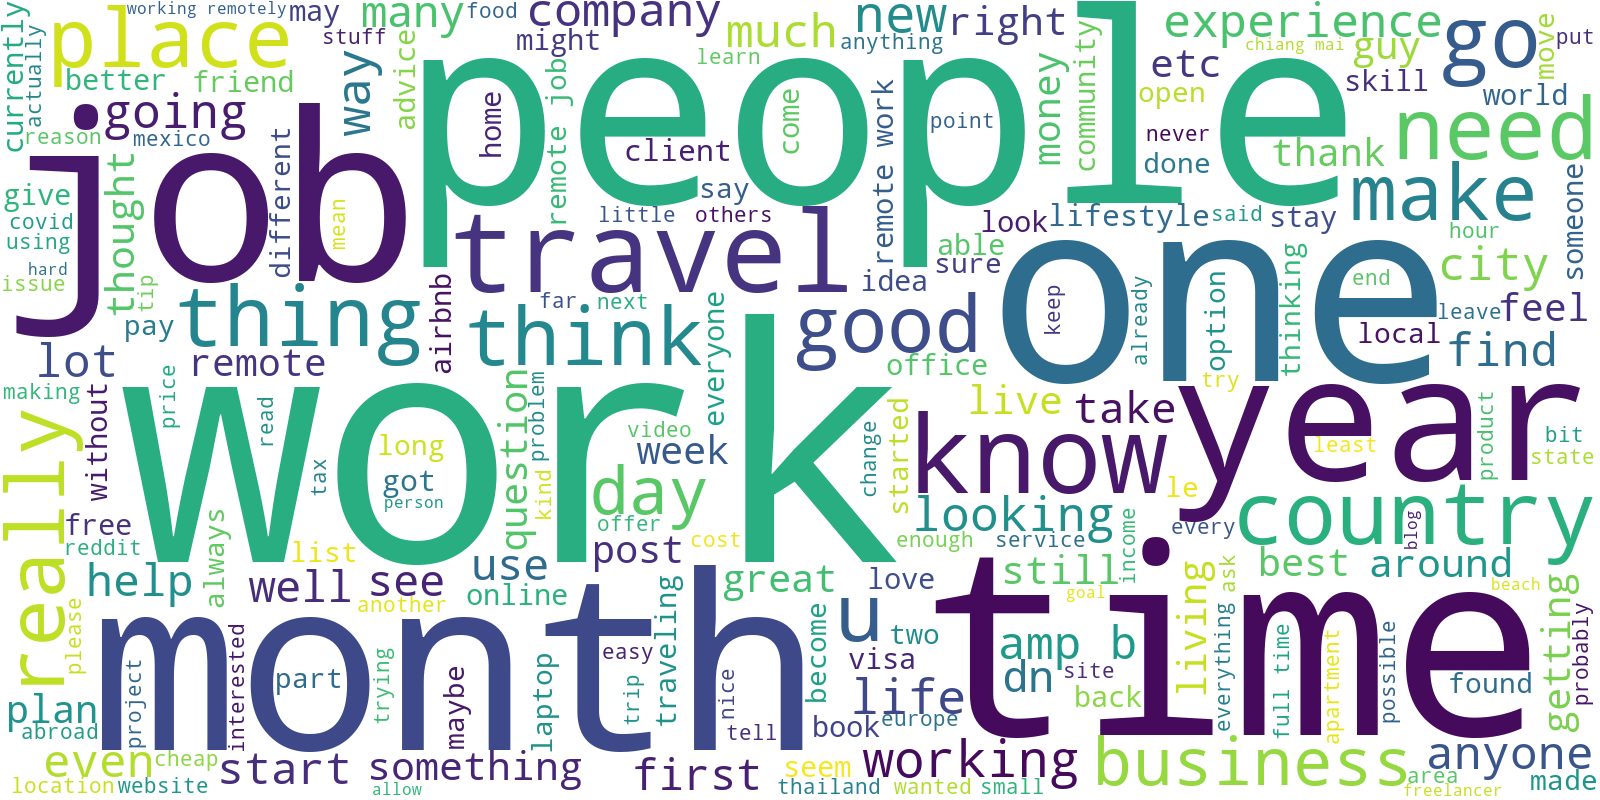 currently
actually
working remotely
may
many
food
company
new
right
experience
go
move
put
place
stuff
might
much
anything
chiang mai
guy
better
friend
advice
way
learn
community
etc
skill
going
remote job
money
open
world
reason
mexico
home
come
remote work
point
never
need
job
people
client
done
thank
give
thought
different
mean
say
make
covid
travel
little
others
look
lifestyle
said
stay
someone
using
able
one
hour
hard
idea
sure
thinking
end
city
issue
tip
far
next
keep
already
option
leave
feel
pay
thing
airbnb
think
everyone
good
local
find
lot
remote
office
try
making
price
live
take
year
without
read
long
question
problem
video
week
change
started
know
least
product
bit
state
really
tax
got
person
work
kind
day
le
free
offer
looking
every
country
blog
reddit
list
post
cost
enough
service
income
always
help
well
see
use
great
love
still
best
around
please
another
online
goal
living
ask
beach
month
traveling
become
u
two
time
everything
full time
apartment
possible
getting
probably
interested
trying
easy
amp b
project
part
maybe
laptop
trip
nice
visa
dn
site
back
found
plan
life
abroad
tell
book
europe
even
cheap
start
something
first
seem
working
business
anyone
location
website
allow
thailand
wanted
small
area
freelancer
made